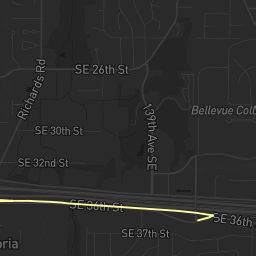 SE 26th St
Richards Rd
139th Ave SE
Bellevue Coll
SE 30th St
SE 32nd St
SE 36th St
SE 36th
SE 37th St
oria